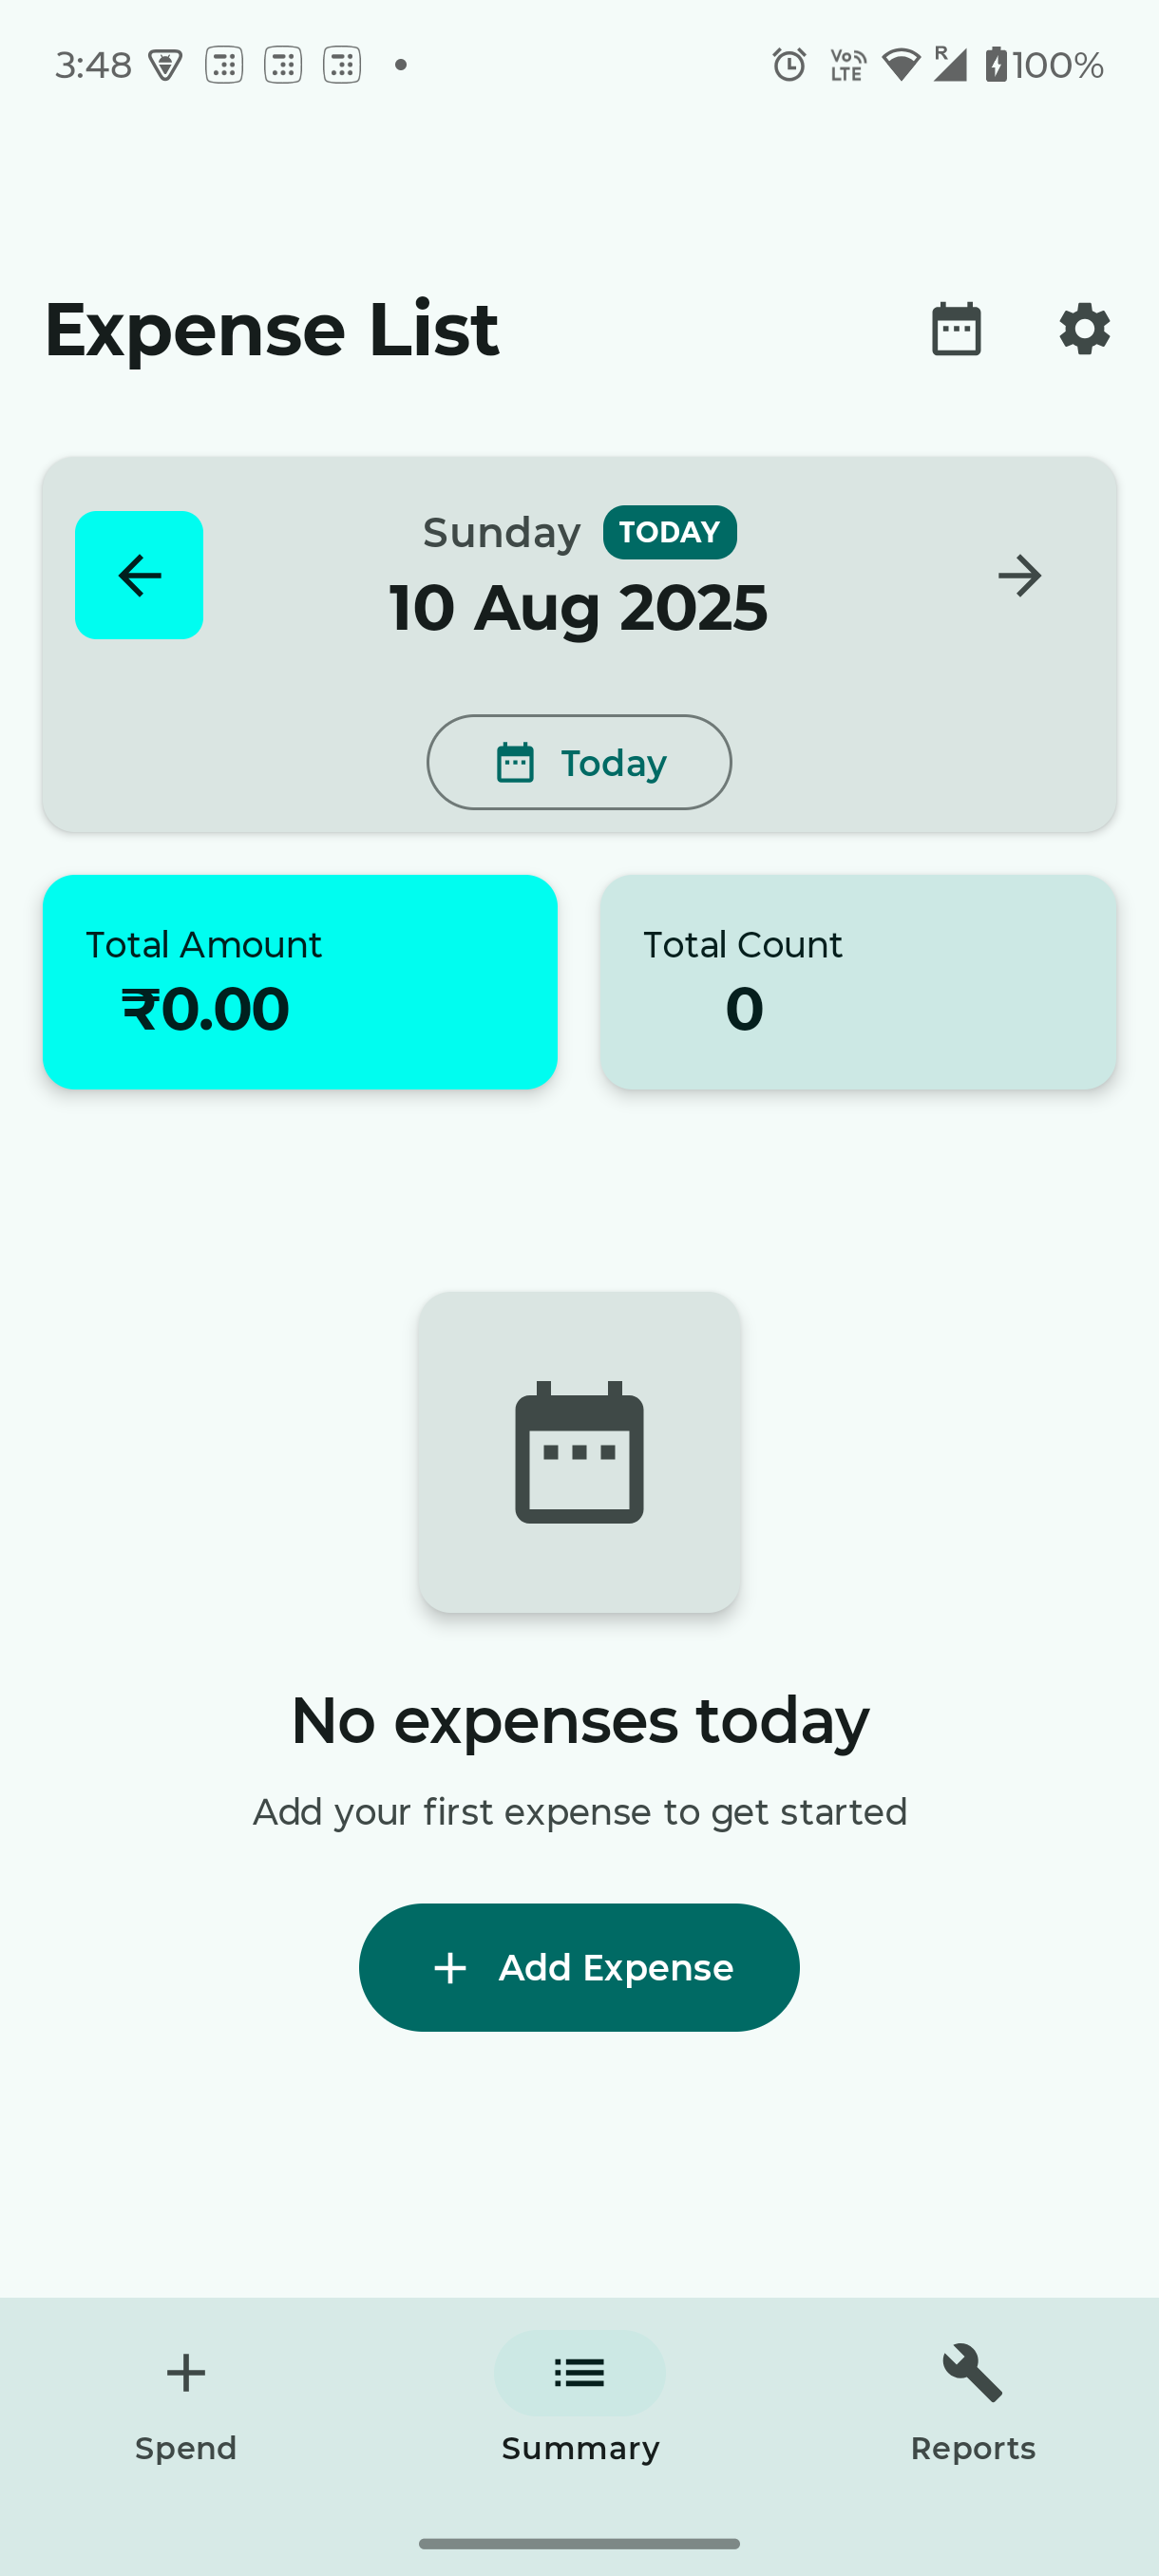 3:48
Vo LTE R 100%
Expense List
Sunday TODAY
10 Aug 2025
Today
Total Amount
₹0.00
Total Count
0
No expenses today
Add your first expense to get started
Add Expense
Spend
Summary
Reports